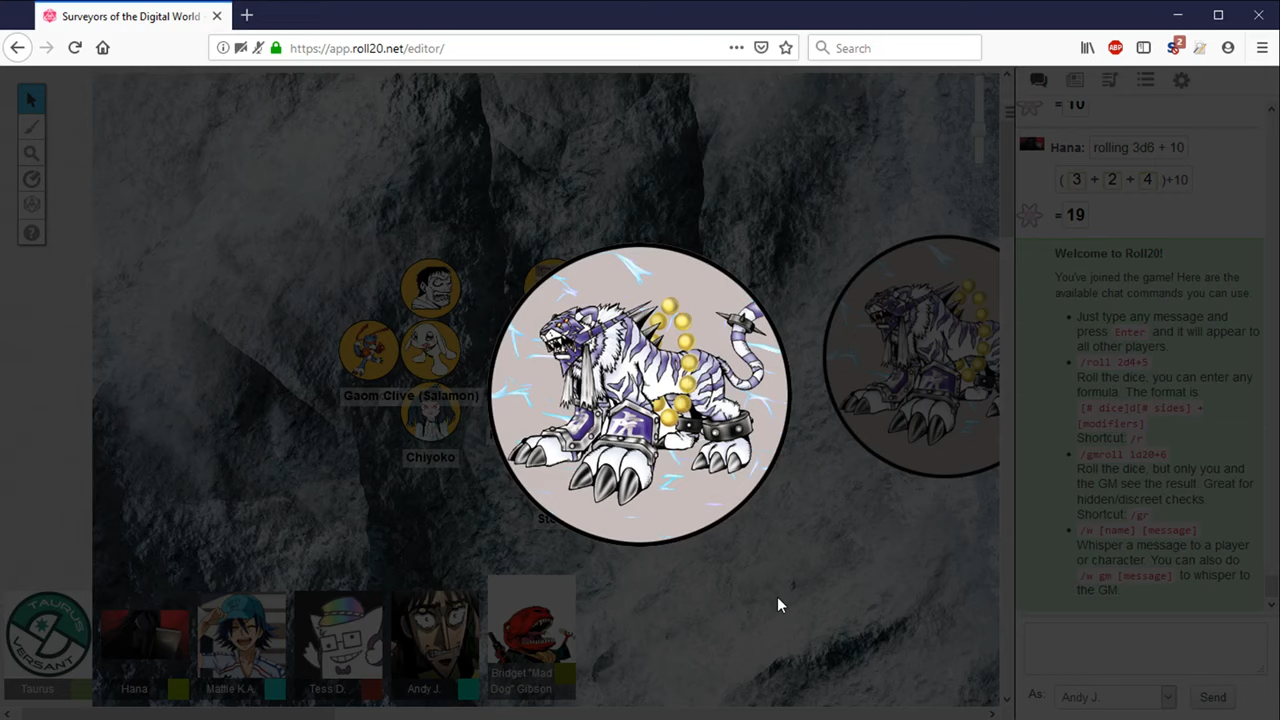 Surveyors of the Digital World
https://app.roll20.net/editor/
Search
ABP
2
= 10
Hana: rolling 3d6 + 10
( 3 + 2 + 4 )+10
= 19
Welcome to Roll20!
You've joined the game! Here are the
available chat commands you can use:
Just type any message and
press Enter and it will appear to
all other players.
/roll 2d4+5
Roll the dice, you can enter any
formula. The format is:
[# dice]d[# sides] +
[modifiers]
Shortcut: /r
/gmroll 1d20+6
Roll the dice, but only you and
the GM see the result. Great for
hidden/discreet checks.
Shortcut: /gr
/w [name] [message]
Whisper a message to a player
or character. You can also do
/w gm [message] to whisper to
the GM
Gaom Clive (Salamon)
Chiyoko
TAURUS
VERSANT
Taurus
Hana
Mattie K.A.
Tess D.
Andy J.
Bridget "Mad
Dog" Gibson
As: Andy J.
Send